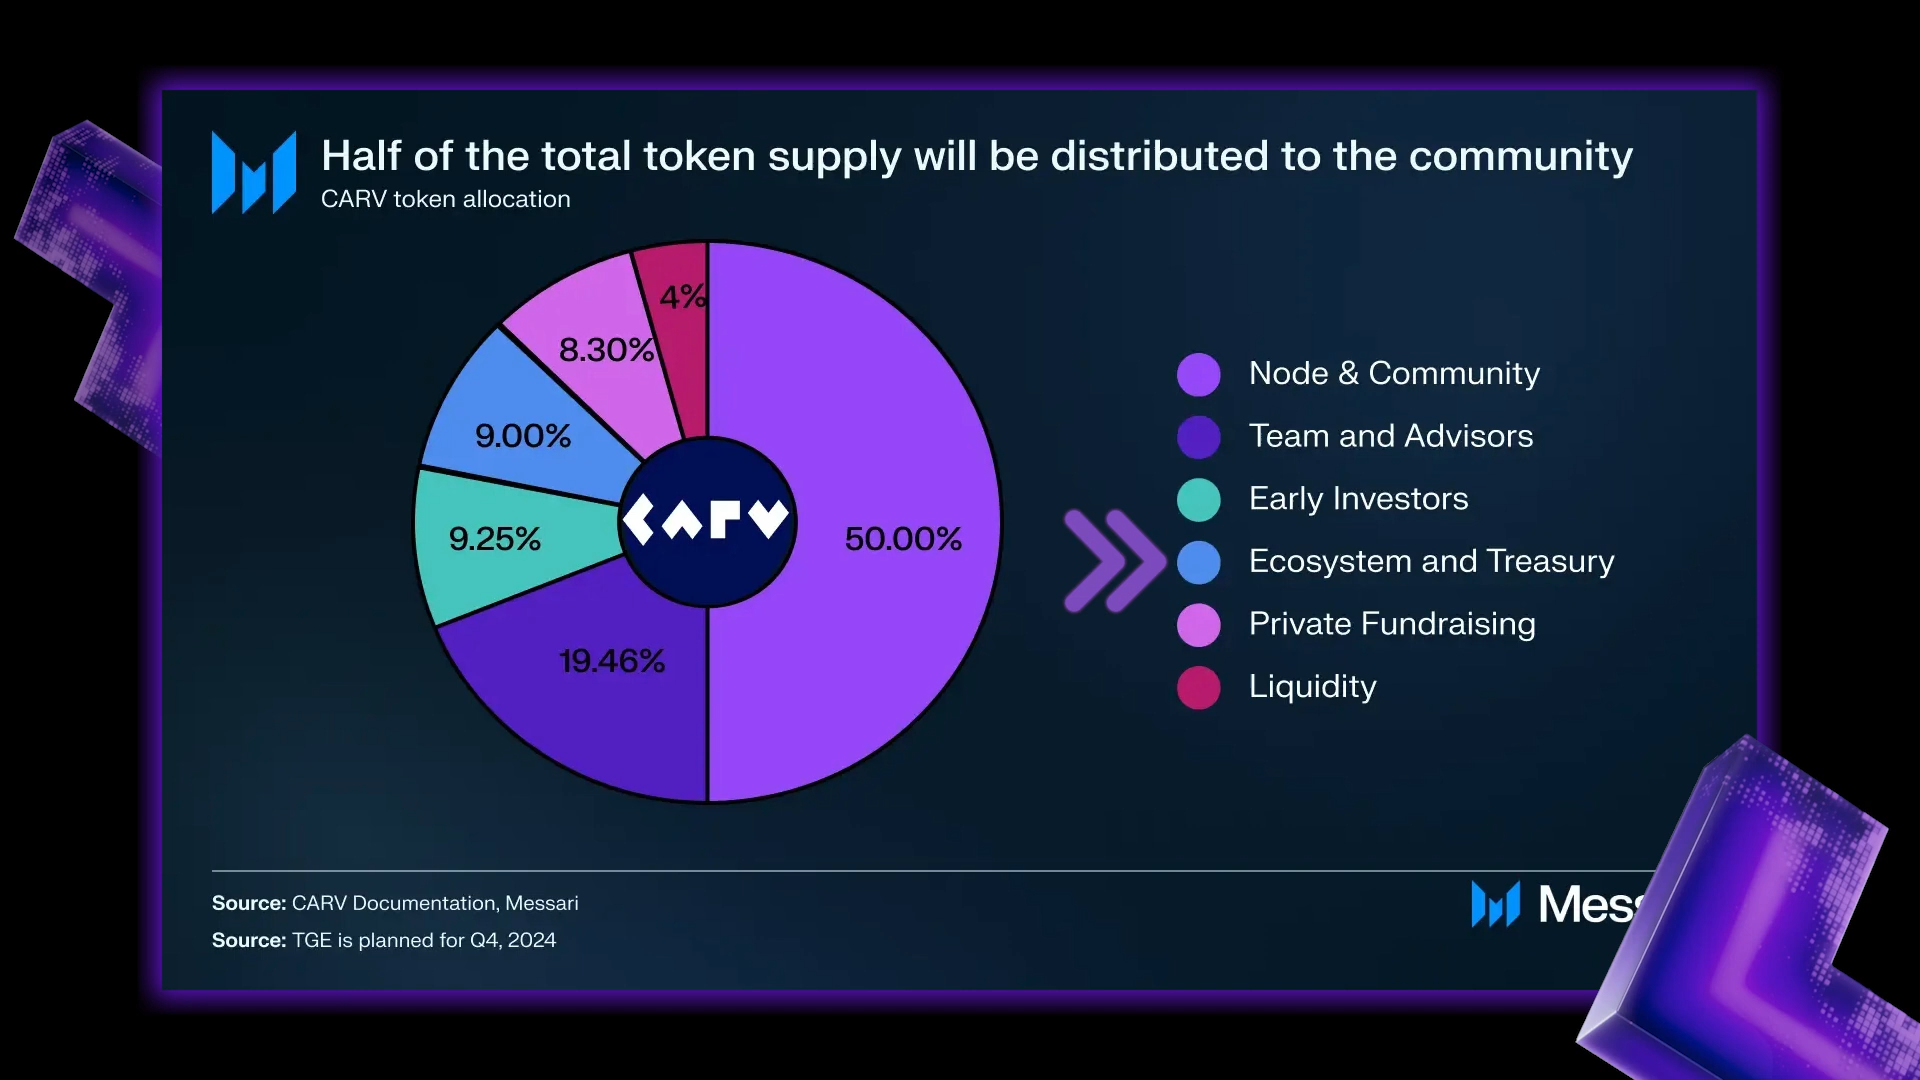 Half of the total token supply will be distributed to the community
CARV token allocation
4%
8.30%
9.00%
9.25%
50.00%
19.46%
CARV
Node & Community
Team and Advisors
Early Investors
Ecosystem and Treasury
Private Fundraising
Liquidity
Source: CARV Documentation, Messari
Source: TGE is planned for Q4, 2024